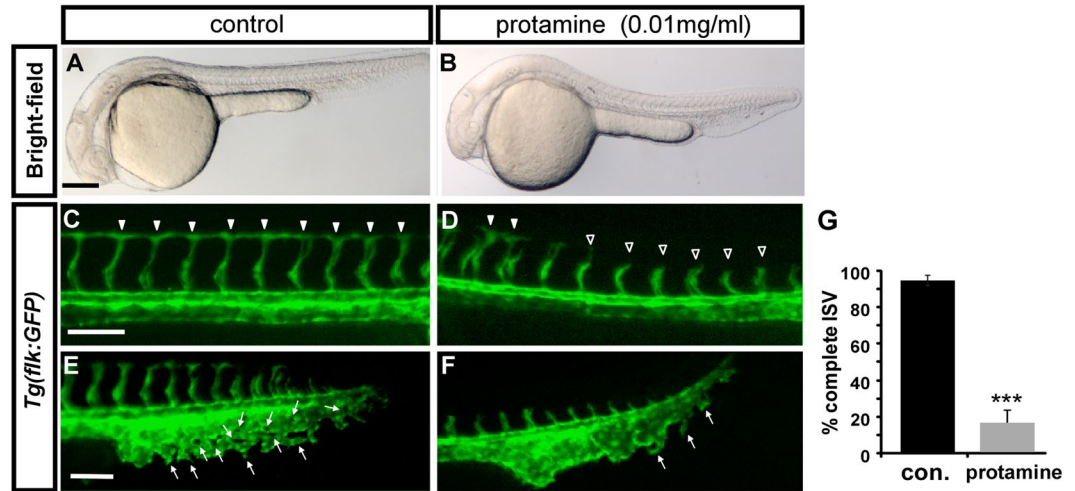 control
protamine (0.01mg/ml)
Bright-field
A
B
Tg(flk:GFP)
C
D
E
F
G
% complete ISV
100
80
60
40
20
0
***
con.
protamine